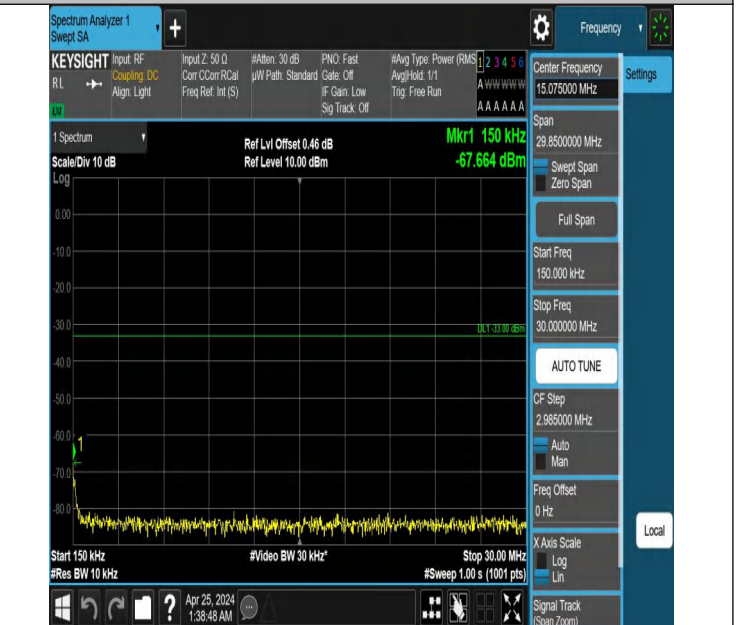 Spectrum Analyzer 1
Swept SA
+
Frequency
KEYSIGHT
RL
Input: RF
Coupling: DC
Align: Light
Input Z: 50 Ω
Corr CCorr RCal
Freq Ref: Int (S)
#Atten: 30 dB
µW Path: Standard
PNO: Fast
Gate: Off
IF Gain: Low
Sig Track: Off
#Avg Type: Power (RMS
Avg|Hold: 1/1
Trig: Free Run
1 2 3 4 5 6
A W W W W W
A A A A A A
1 Spectrum
Scale/Div 10 dB
Ref Lvl Offset 0.46 dB
Ref Level 10.00 dBm
Mkr1 150 kHz
-67.664 dBm
Log
0.00
-10.0
-20.0
-30.0
DL1 -33.00 dBm
-40.0
-50.0
-60.0
1
-70.0
-80.0
Start 150 kHz
#Video BW 30 kHz*
Stop 30.00 MHz
#Res BW 10 kHz
#Sweep 1.00 s (1001 pts)
?
Apr 25, 2024
1:38:48 AM
Center Frequency
15.075000 MHz
Settings
Span
29.8500000 MHz
Swept Span
Zero Span
Full Span
Start Freq
150.000 kHz
Stop Freq
30.000000 MHz
AUTO TUNE
CF Step
2.985000 MHz
Auto
Man
Freq Offset
0 Hz
X Axis Scale
Log
Lin
Local
Signal Track
(Span Zoom)